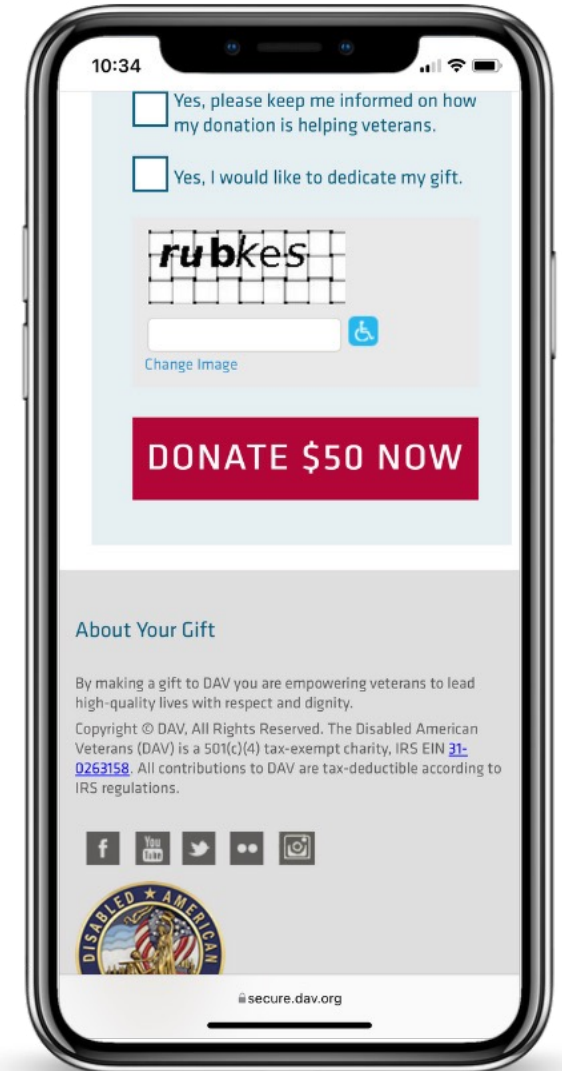 10:34
Yes, please keep me informed on how
my donation is helping veterans.
Yes, I would like to dedicate my gift.
rubkes
Change Image
DONATE $50 NOW
About Your Gift
By making a gift to DAV you are empowering veterans to lead
high-quality lives with respect and dignity.
Copyright © DAV, All Rights Reserved. The Disabled American
Veterans (DAV) is a 501(c)(4) tax-exempt charity, IRS EIN 31-
0263158. All contributions to DAV are tax-deductible according to
IRS regulations.
f
You
Tube
DISABLED ★ AMERICAN
secure.dav.org